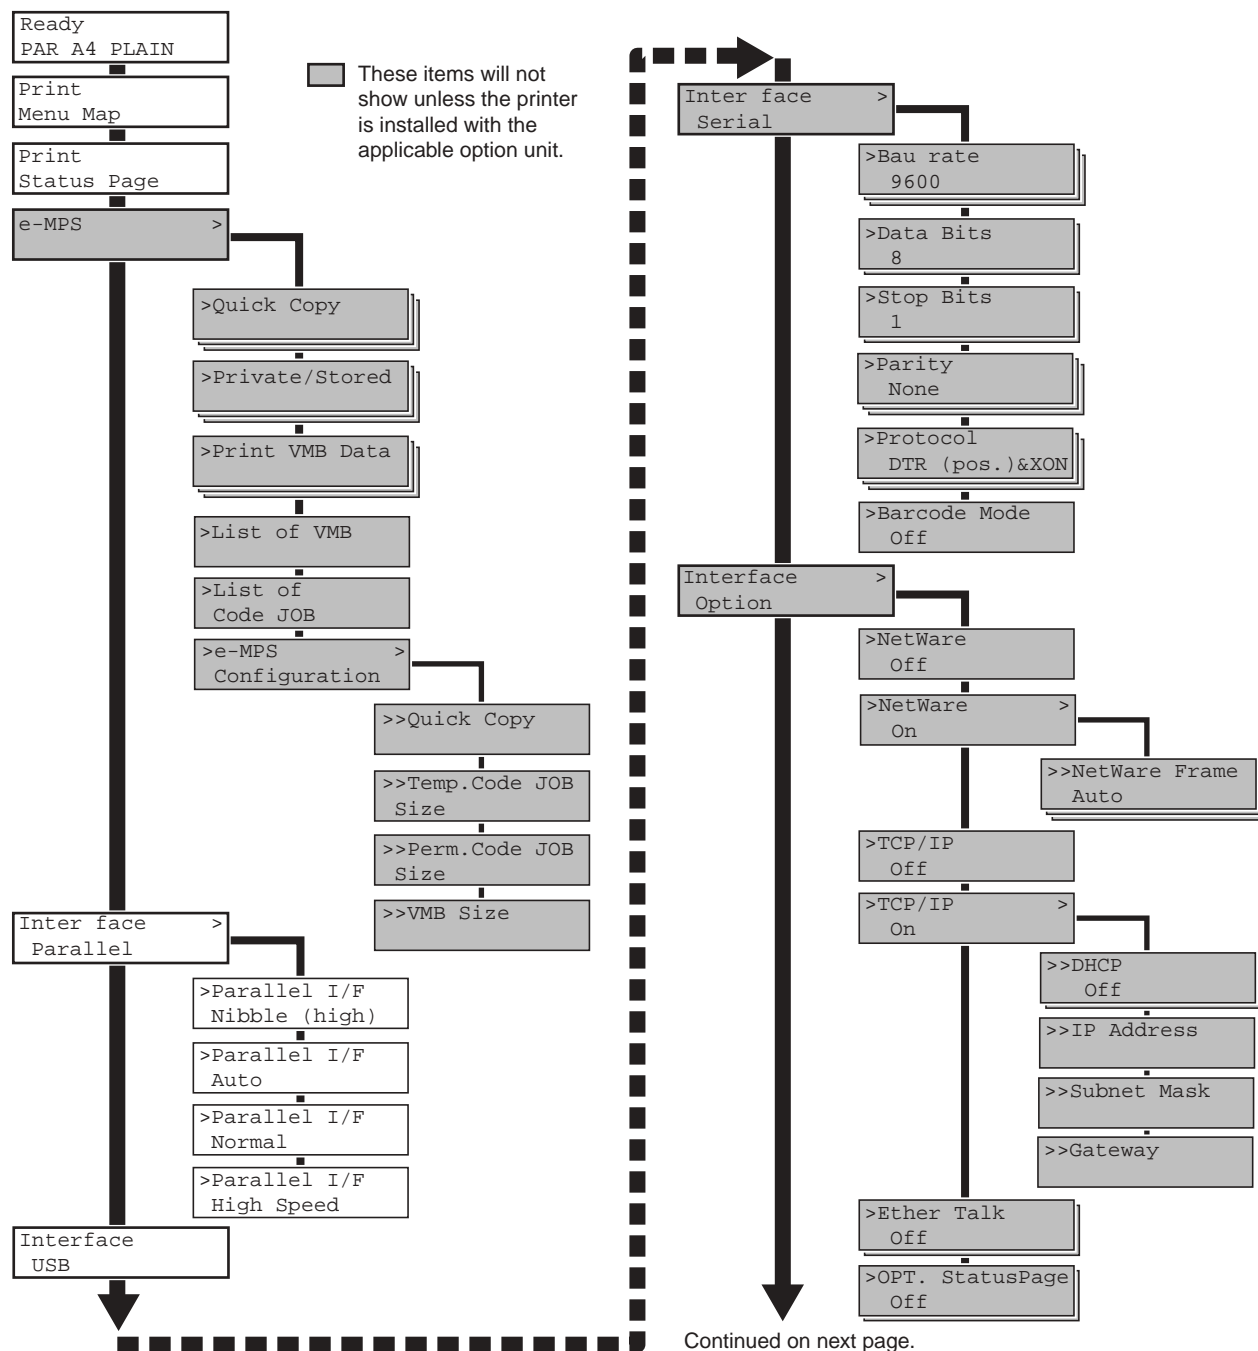 Ready
PAR A4 PLAIN
Print
Menu Map
Print
Status Page
e-MPS >
These items will not
show unless the printer
is installed with the
applicable option unit.
>Quick Copy
>Private/Stored
>Print VMB Data
>List of VMB
>List of
Code JOB
>e-MPS >
Configuration
>>Quick Copy
>>Temp.Code JOB
Size
>>Perm.Code JOB
Size
>>VMB Size
Inter face >
Parallel
>Parallel I/F
Nibble (high)
>Parallel I/F
Auto
>Parallel I/F
Normal
>Parallel I/F
High Speed
Interface
USB
Inter face >
Serial
>Bau rate
9600
>Data Bits
8
>Stop Bits
1
>Parity
None
>Protocol
DTR (pos.)&XON
>Barcode Mode
Off
Interface >
Option
>NetWare
Off
>NetWare >
On
>>NetWare Frame
Auto
>TCP/IP
Off
>TCP/IP >
On
>>DHCP
Off
>>IP Address
>>Subnet Mask
>>Gateway
>Ether Talk
Off
>OPT. StatusPage
Off
Continued on next page.